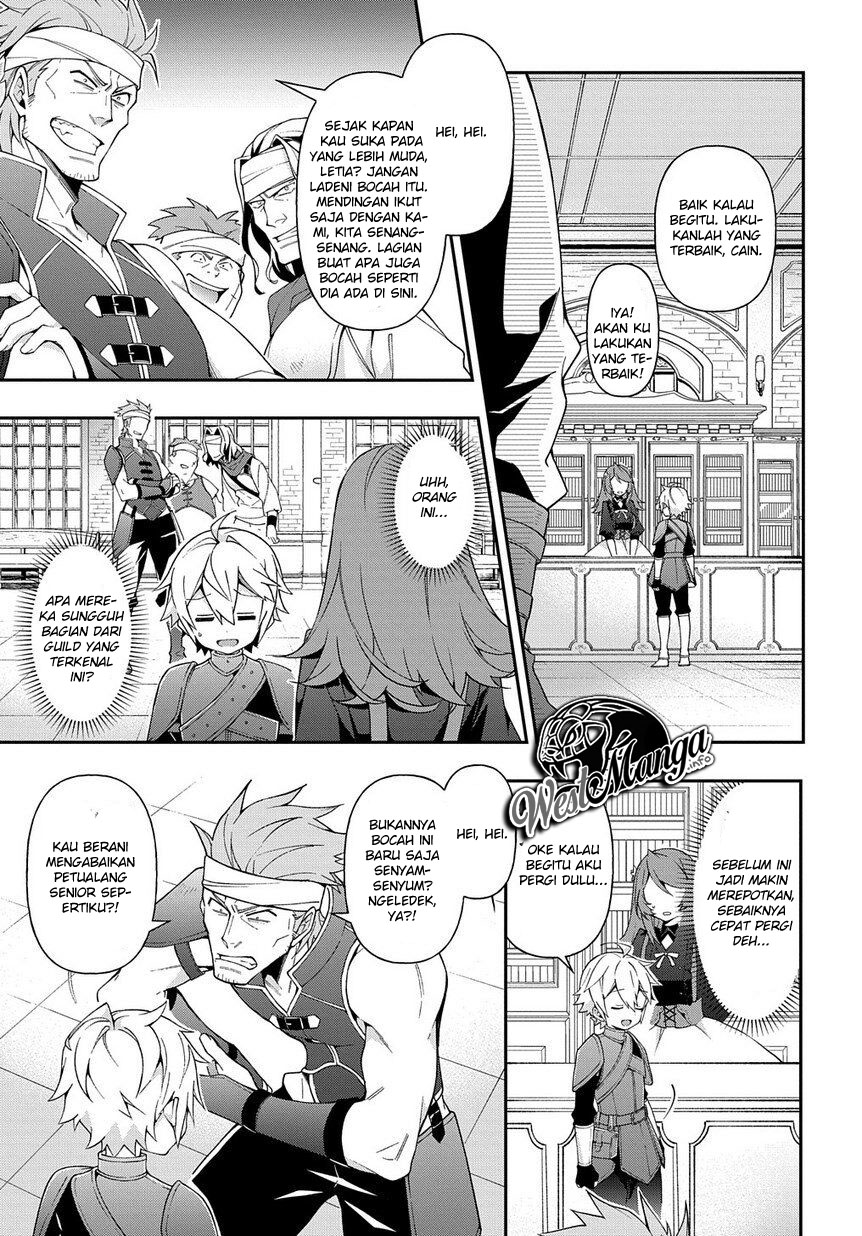 BAIK KALAU
BEGITU. LAKU-
KANLAH YANG
TERBAIK, CAIN.
IYA!
AKAN KU
LAKUKAN
YANG TE-
RBAIK!
HEI, HEI.
SEJAK KAPAN
KAU SUKA PADA
YANG LEBIH MUDA,
LETIA? JANGAN
LADENI BOCAH ITU.
MENDINGAN IKUT
SAJA DENGAN KA-
MI, KITA SENANG-
SENANG. LAGIAN
BUAT APA JUGA
BOCAH SEPERTI
DIA ADA DI SINI.
UHH,
ORANG
INI...
APA MERE-
KA SUNGGUH
BAGIAN DARI
GUILD YANG
TERKENAL
INI?
SEBELUM INI
JADI MAKIN
MEREPOTKAN,
SEBAIKNYA
CEPAT PERGI
DEH...
OKE KALAU
BEGITU AKU
PERGI DULU...
HEI, HEI.
BUKANNYA
BOCAH INI
BARU SAJA
SENYAM-
SENYUM?
NGELEDEK,
YA?!
KAU BERANI
MENGABAIKAN
PETUALANG
SENIOR SEP-
ERTIKU?!
WestManga
.info